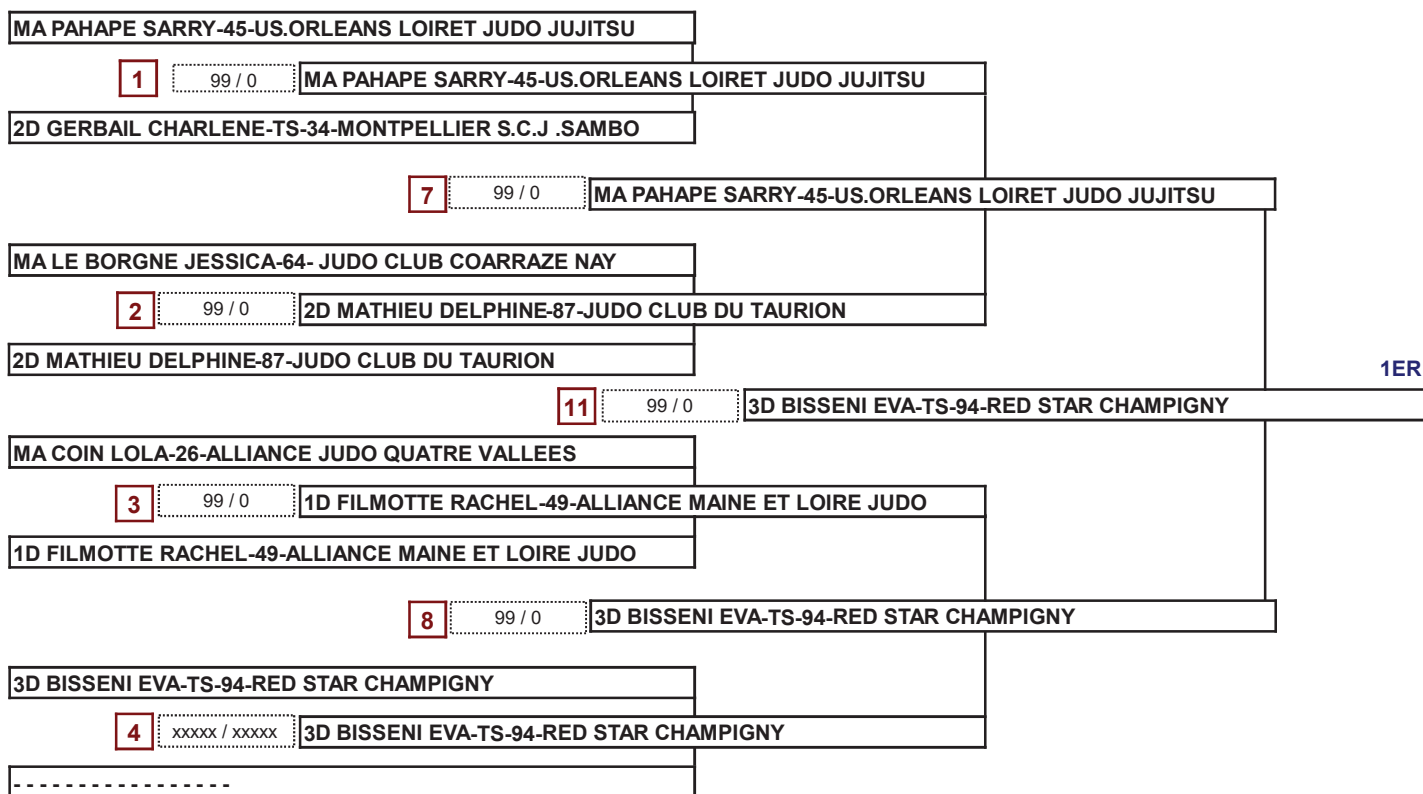 MA PAHAPE SARRY-45-US.ORLEANS LOIRET JUDO JUJITSU
1 99 / 0 MA PAHAPE SARRY-45-US.ORLEANS LOIRET JUDO JUJITSU
2D GERBAIL CHARLENE-TS-34-MONTPELLIER S.C.J .SAMBO
7 99 / 0 MA PAHAPE SARRY-45-US.ORLEANS LOIRET JUDO JUJITSU
MA LE BORGNE JESSICA-64- JUDO CLUB COARRAZE NAY
2 99 / 0 2D MATHIEU DELPHINE-87-JUDO CLUB DU TAURION
2D MATHIEU DELPHINE-87-JUDO CLUB DU TAURION
1ER
11 99 / 0 3D BISSENI EVA-TS-94-RED STAR CHAMPIGNY
MA COIN LOLA-26-ALLIANCE JUDO QUATRE VALLEES
3 99 / 0 1D FILMOTTE RACHEL-49-ALLIANCE MAINE ET LOIRE JUDO
1D FILMOTTE RACHEL-49-ALLIANCE MAINE ET LOIRE JUDO
8 99 / 0 3D BISSENI EVA-TS-94-RED STAR CHAMPIGNY
3D BISSENI EVA-TS-94-RED STAR CHAMPIGNY
4 xxxxx / xxxxx 3D BISSENI EVA-TS-94-RED STAR CHAMPIGNY
- - - - - - - - - - - - - - - - -